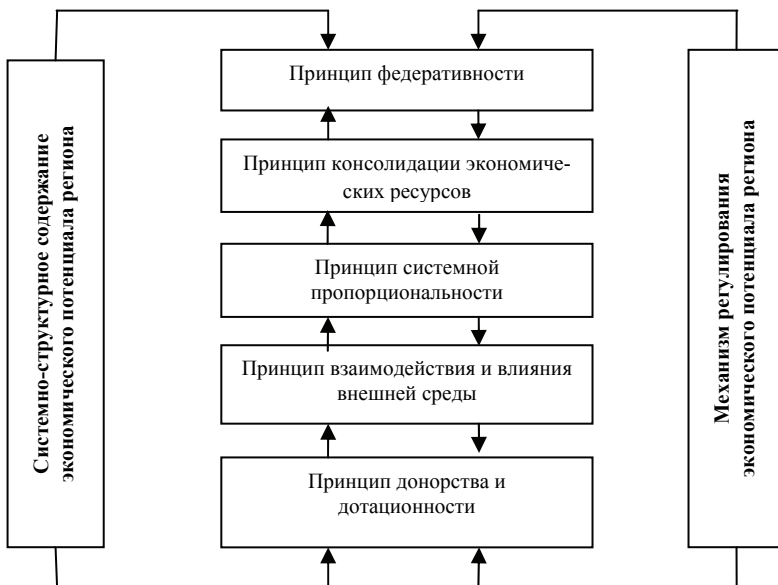 Системно-структурное содержание
экономического потенциала региона
Принцип федеративности
Принцип консолидации экономиче-
ских ресурсов
Принцип системной
пропорциональности
Принцип взаимодействия и влияния
внешней среды
Принцип донорства и
дотационности
Механизм регулирования
экономического потенциала региона